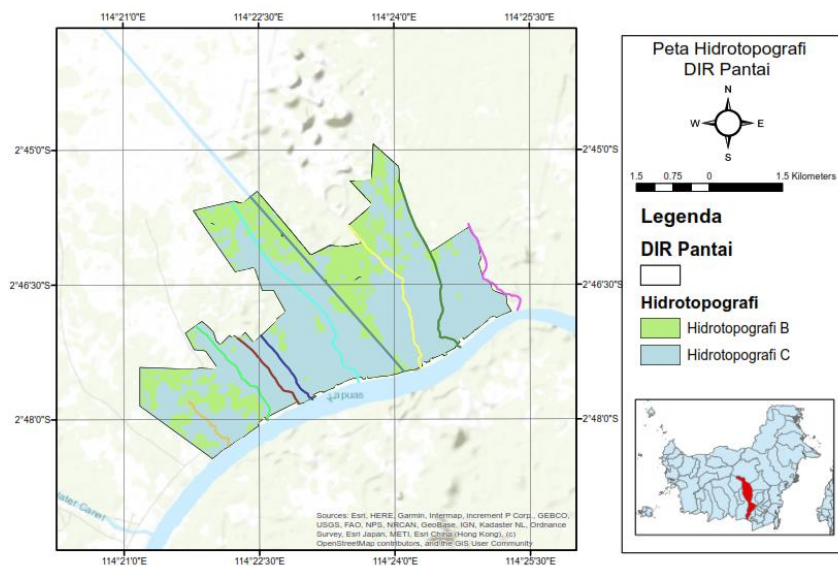 114°21'0"E 114°22'30"E 114°24'0"E 114°25'30"E
2°45'0"S 2°45'0"S
2°46'30"S 2°46'30"S
2°48'0"S 2°48'0"S
Kapuas
Sources: Esri, HERE, Garmin, Intermap, increment P Corp., GEBCO,
USGS, FAO, NPS, NRCAN, GeoBase, IGN, Kadaster NL, Ordnance
Survey, Esri Japan, METI, Esri China (Hong Kong), (c)
OpenStreetMap contributors, and the GIS User Community
114°21'0"E 114°22'30"E 114°24'0"E 114°25'30"E
Peta Hidrotopografi
DIR Pantai
N
W E
S
1.5 0.75 0 1.5 Kilometers
Legenda
DIR Pantai
Hidrotopografi
Hidrotopografi B
Hidrotopografi C